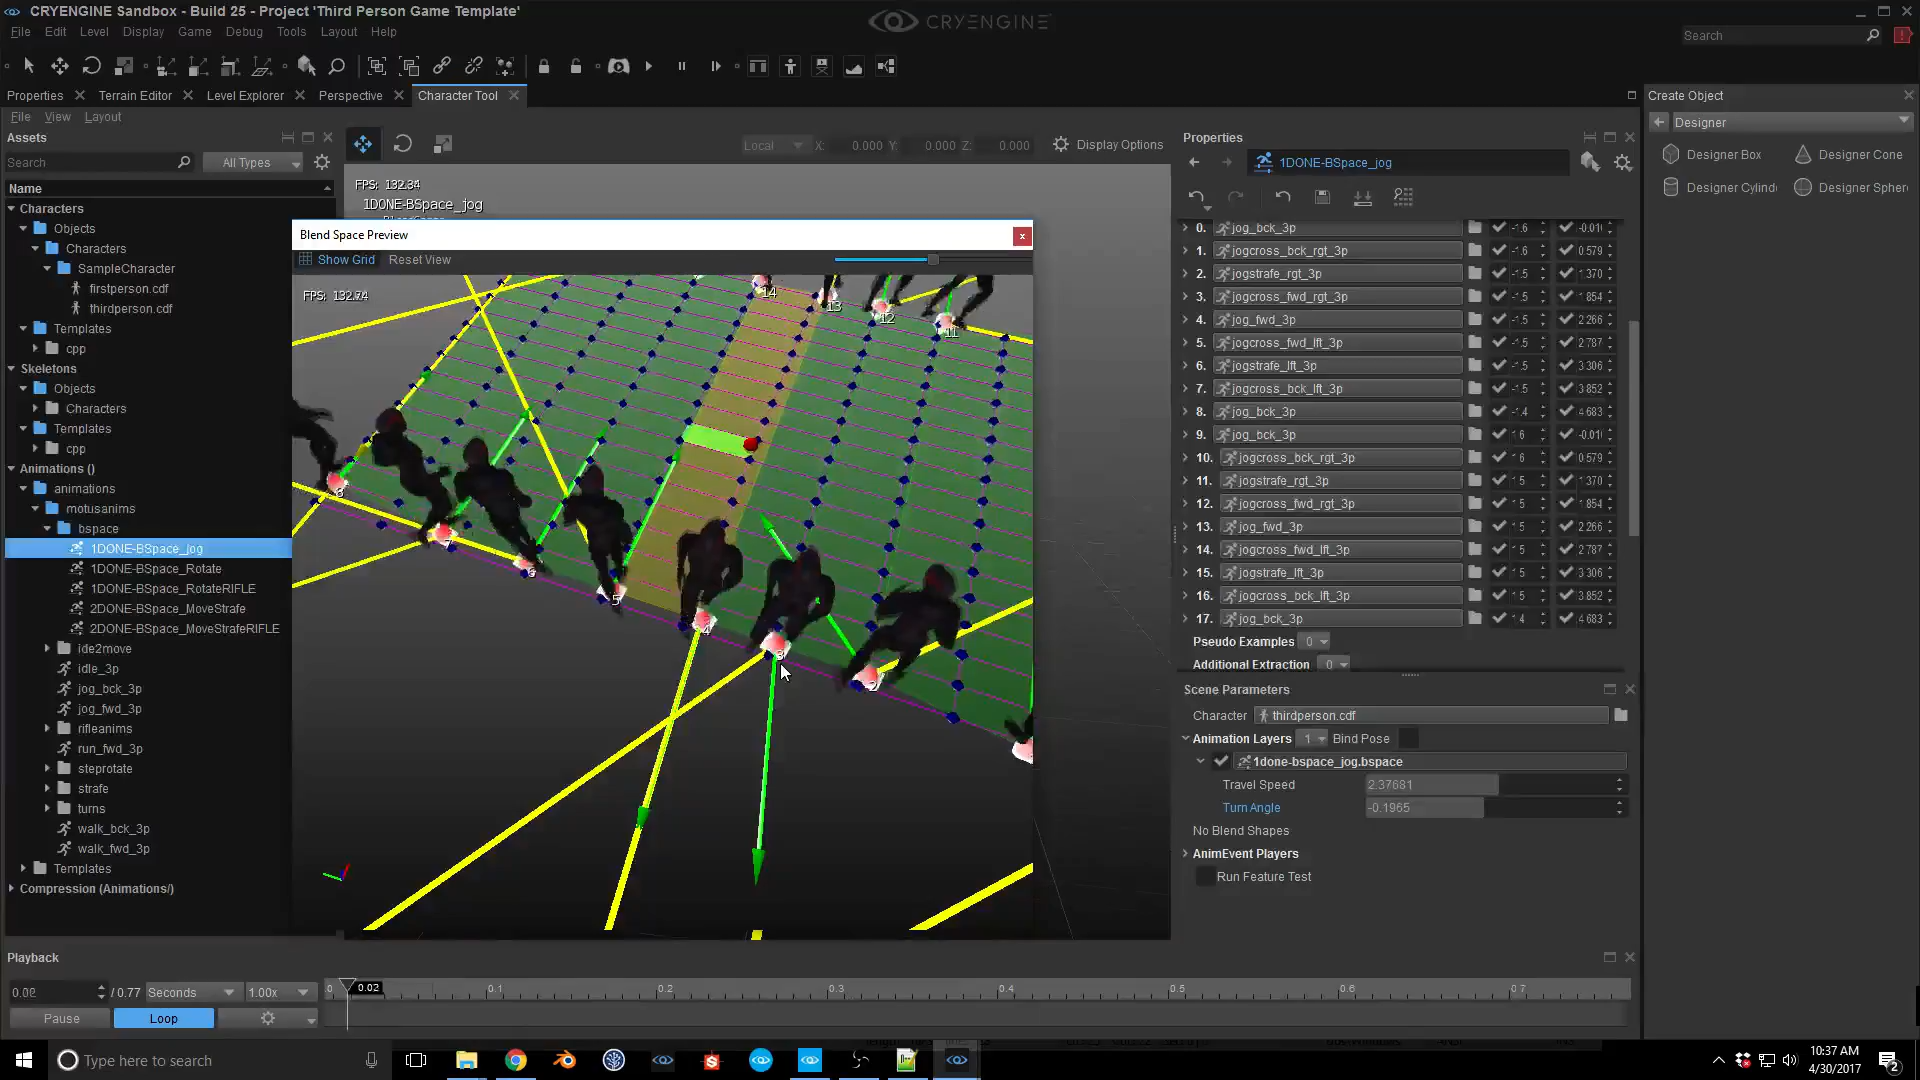 CRYENGINE Sandbox - Build 25 - Project 'Third Person Game Template'
CRYENGINE
File Edit Level Display Game Debug Tools Layout Help
Search
Properties Terrain Editor Level Explorer Perspective Character Tool
Create Object
File View Layout
Designer
Assets
Search All Types
Local X: 0.000 Y: 0.000 Z: 0.000 Display Options
Properties
1DONE-BSpace_jog
Designer Box Designer Cone
Designer Cylind Designer Spher
Name
Characters
Objects
Characters
SampleCharacter
firstperson.cdf
thirdperson.cdf
Templates
cpp
Skeletons
Objects
Characters
Templates
cpp
Animations ()
animations
motusanims
bspace
1DONE-BSpace_jog
1DONE-BSpace_Rotate
1DONE-BSpace_RotateRIFLE
2DONE-BSpace_MoveStrafe
2DONE-BSpace_MoveStrafeRIFLE
ide2move
idle_3p
jog_bck_3p
jog_fwd_3p
rifleanims
run_fwd_3p
steprotate
strafe
turns
walk_bck_3p
walk_fwd_3p
Templates
Compression (Animations/)
FPS: 132.34
1DONE-BSpace_jog
Blend Space Preview
Show Grid Reset View
FPS:
14
13
12
11
7
6
5
4
3
2
0. jog_bck_3p -1.6
1. jogcross_bck_rgt_3p -1.6 0.579
2. jogstrafe_rgt_3p -1.5 1.370
3. jogcross_fwd_rgt_3p -1.5 1.854
4. jog_fwd_3p -1.5 2.266
5. jogcross_fwd_lft_3p -1.5 2.787
6. jogstrafe_lft_3p -1.5 3.306
7. jogcross_bck_lft_3p -1.5 3.852
8. jog_bck_3p -1.4 4.683
9. jog_bck_3p 1.6
10. jogcross_bck_rgt_3p 1.6 0.579
11. jogstrafe_rgt_3p 1.5 1.370
12. jogcross_fwd_rgt_3p 1.5 1.854
13. jog_fwd_3p 1.5 2.266
14. jogcross_fwd_lft_3p 1.5 2.787
15. jogstrafe_lft_3p 1.5 3.306
16. jogcross_bck_lft_3p 1.5 3.852
17. jog_bck_3p 1.4 4.683
Pseudo Examples 0
Additional Extraction 0
Scene Parameters
Character thirdperson.cdf
Animation Layers 1 Bind Pose
1done-bspace_jog.bspace
Travel Speed 2.37681
Turn Angle -0.1965
No Blend Shapes
AnimEvent Players
Run Feature Test
Playback
0.02 / 0.77 Seconds 1.00x
.0 0.02 0.1 0.2 0.3 0.4 0.5 0.6 0.7
Pause Loop
Type here to search
10:37 AM
4/30/2017
2